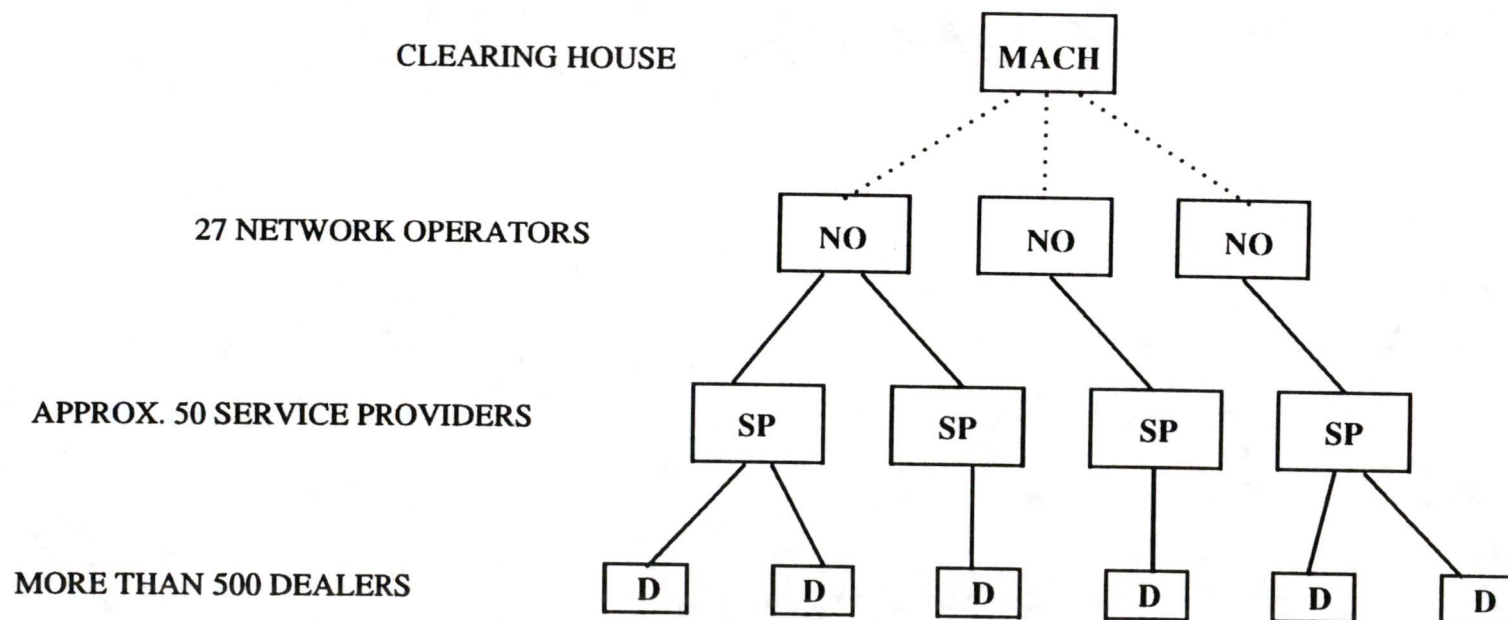 CLEARING HOUSE MACH
27 NETWORK OPERATORS NO NO NO
APPROX. 50 SERVICE PROVIDERS SP SP SP SP
MORE THAN 500 DEALERS D D D D D D